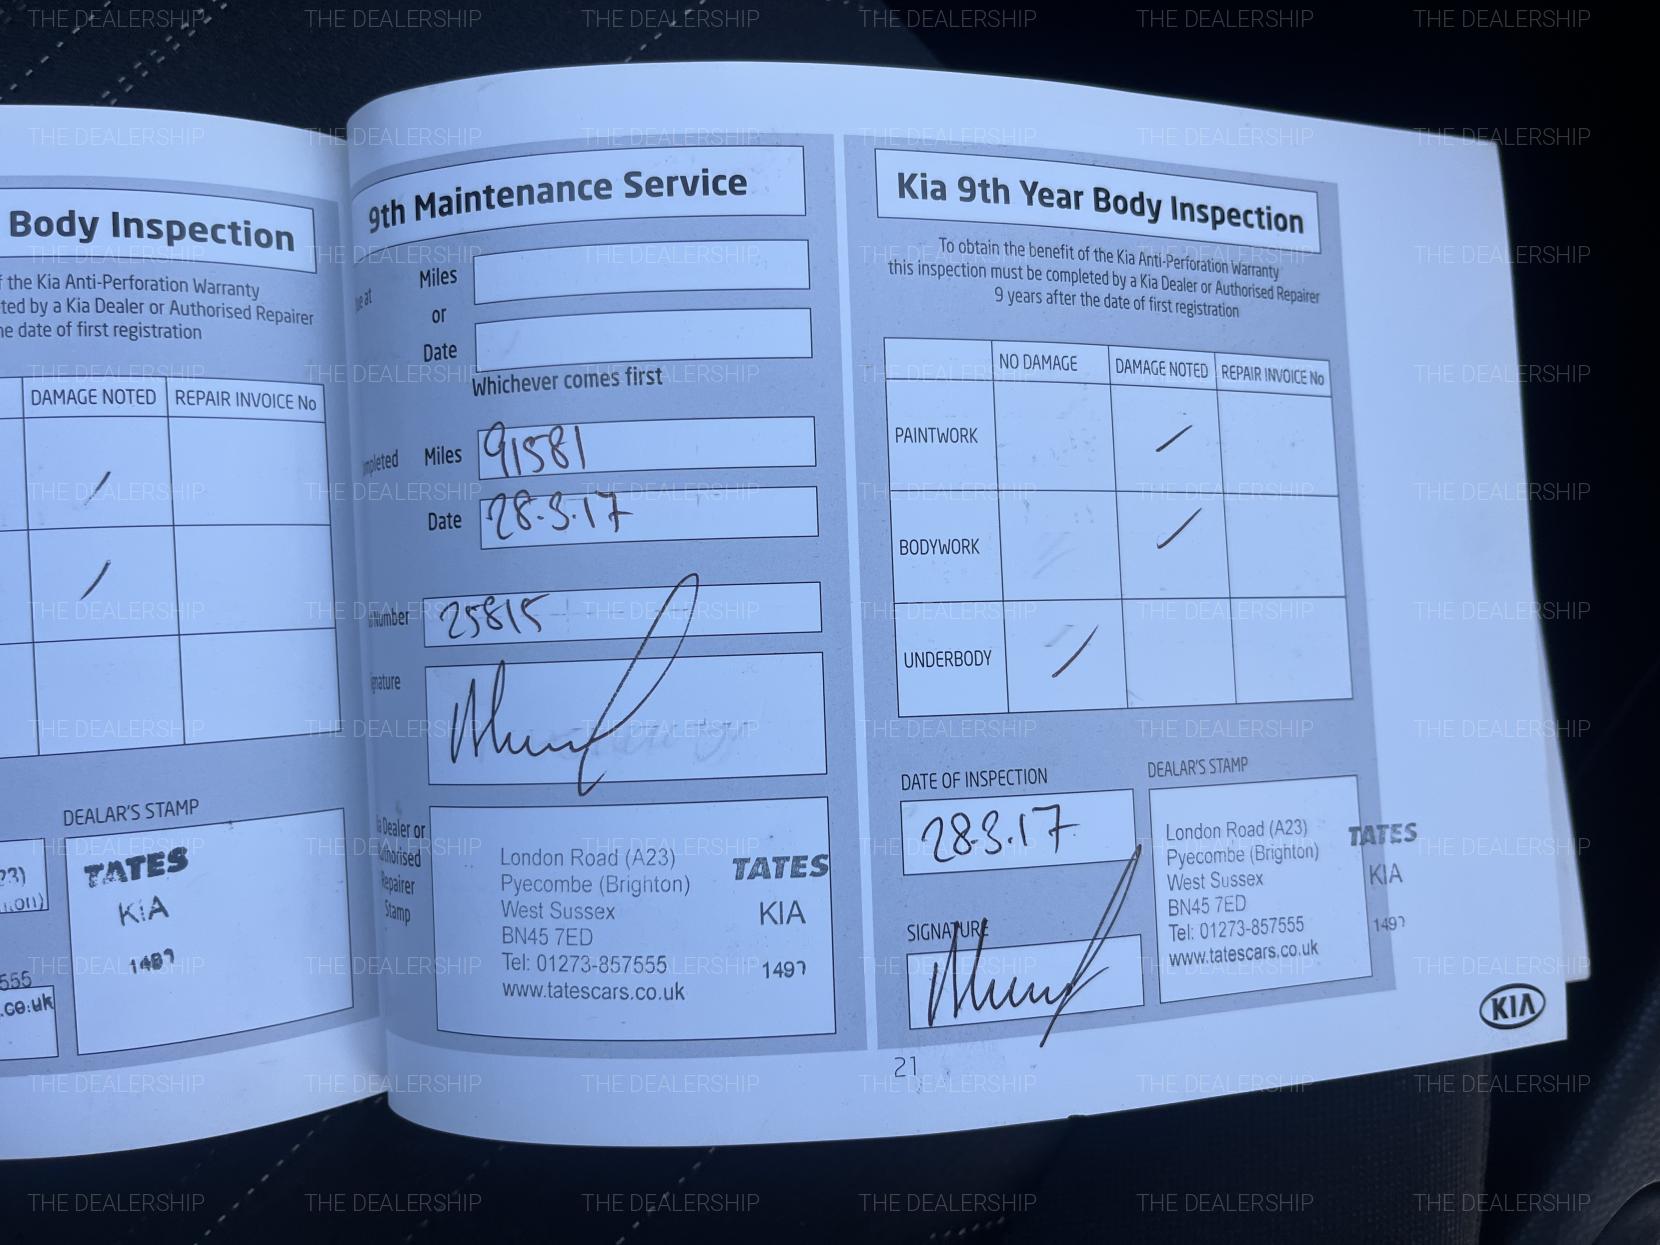 Body Inspection
f the Kia Anti-Perforation Warranty
ted by a Kia Dealer or Authorised Repairer
he date of first registration
DAMAGE NOTED REPAIR INVOICE No
DEALAR'S STAMP
TATES
KIA
1497
555
.co.uk
9th Maintenance Service
Miles
or
Date
Whichever comes first
Miles 91581
Date 28.3.17
Number 25815
Dealer or
Stamp
London Road (A23)
Pyecombe (Brighton)
West Sussex
BN45 7ED
Tel: 01273-857555
www.tatescars.co.uk
TATES
KIA
1497
Kia 9th Year Body Inspection
To obtain the benefit of the Kia Anti-Perforation Warranty
this inspection must be completed by a Kia Dealer or Authorised Repairer
9 years after the date of first registration
NO DAMAGE DAMAGE NOTED REPAIR INVOICE No
PAINTWORK
BODYWORK
UNDERBODY
DATE OF INSPECTION
28.3.17
SIGNATURE
DEALAR'S STAMP
London Road (A23)
Pyecombe (Brighton)
West Sussex
BN45 7ED
Tel: 01273-857555
www.tatescars.co.uk
TATES
KIA
1497
21
KIA
THE DEALERSHIP